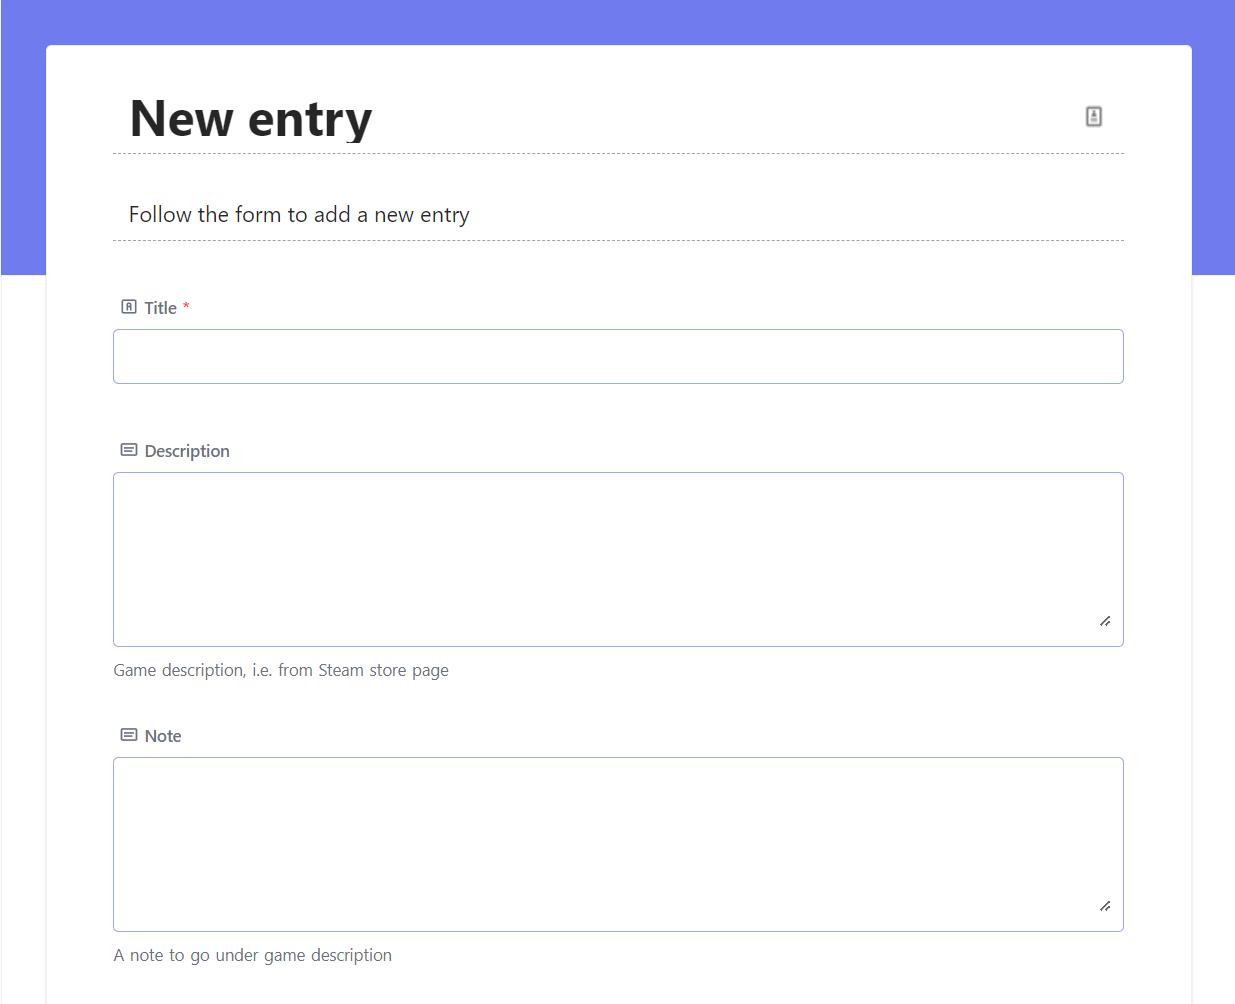 New entry
Follow the form to add a new entry
Title *
Description
Game description, i.e. from Steam store page
Note
A note to go under game description